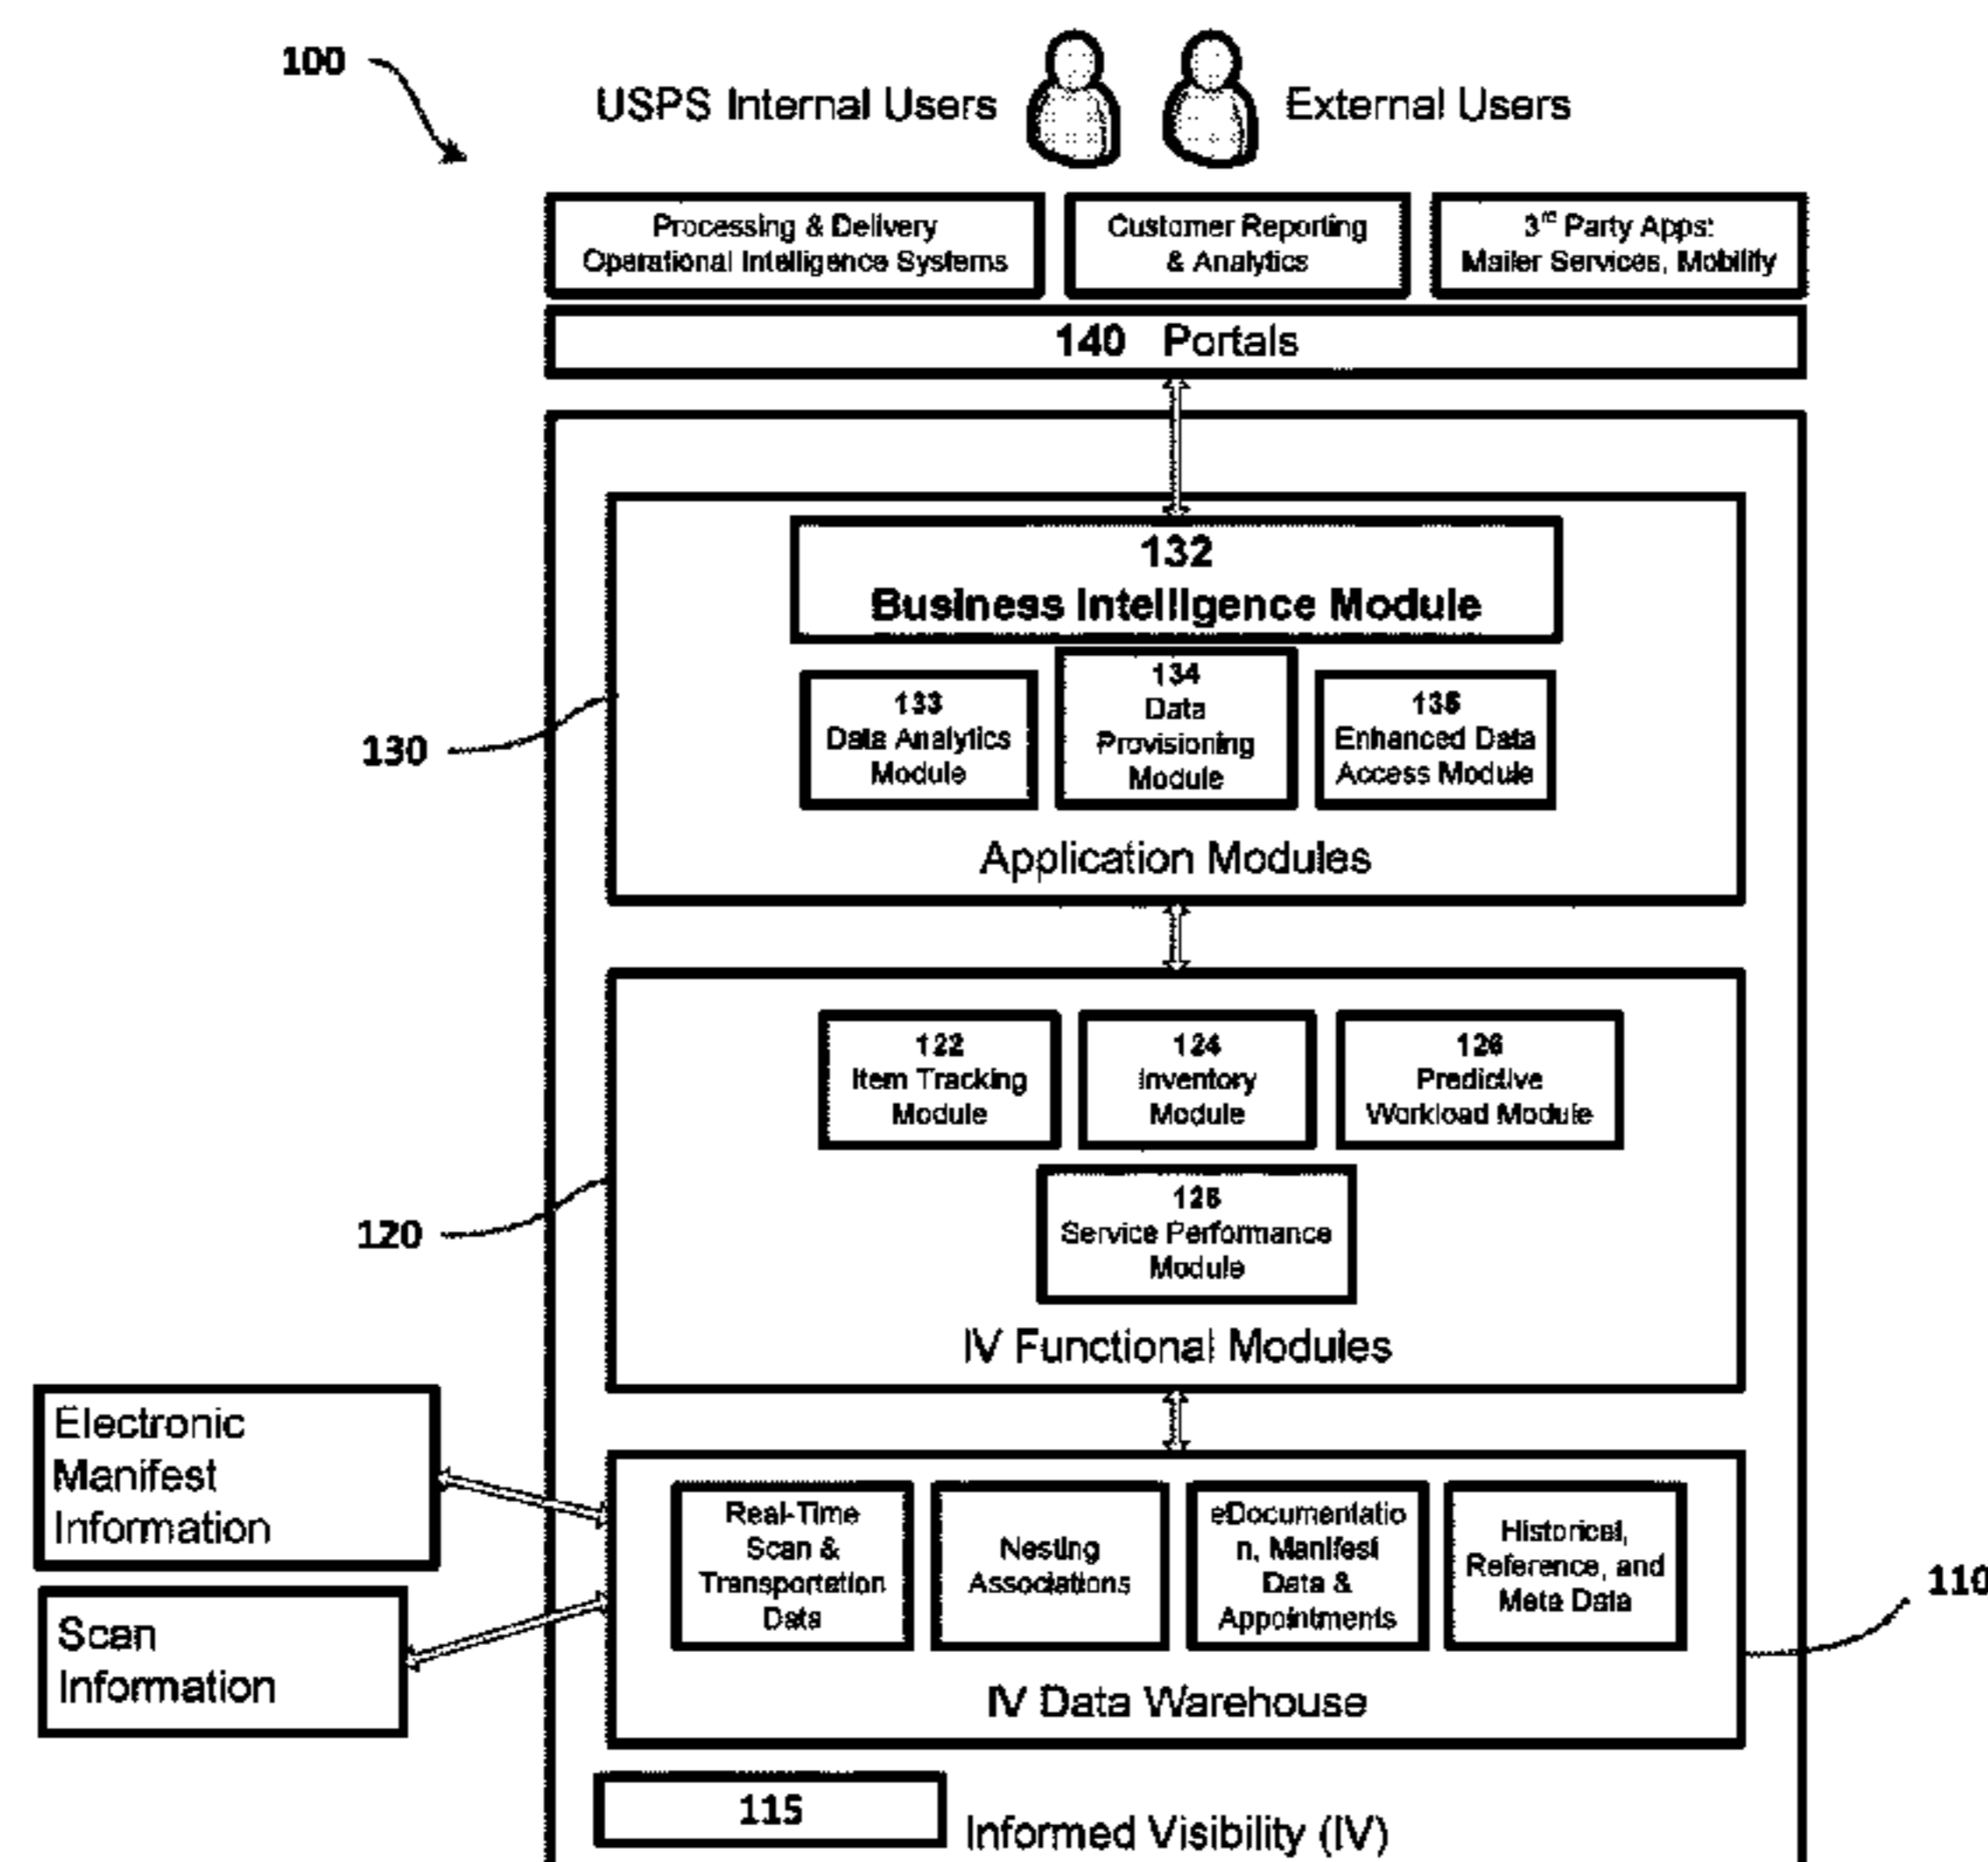 100
USPS Internal Users
External Users
Processing & Delivery
Operational Intelligence Systems
Customer Reporting
& Analytics
3rd Party Apps:
Mailer Services, Mobility
140 Portals
132
Business Intelligence Module
133
Data Analytics
Module
134
Data
Provisioning
Module
135
Enhanced Data
Access Module
130
Application Modules
122
Item Tracking
Module
124
Inventory
Module
126
Predictive
Workload Module
128
Service Performance
Module
120
IV Functional Modules
Electronic
Manifest
Information
Scan
Information
Real-Time
Scan &
Transportation
Data
Nesting
Associations
eDocumentatio
n, Manifest
Data &
Appointments
Historical,
Reference, and
Meta Data
110
IV Data Warehouse
115
Informed Visibility (IV)